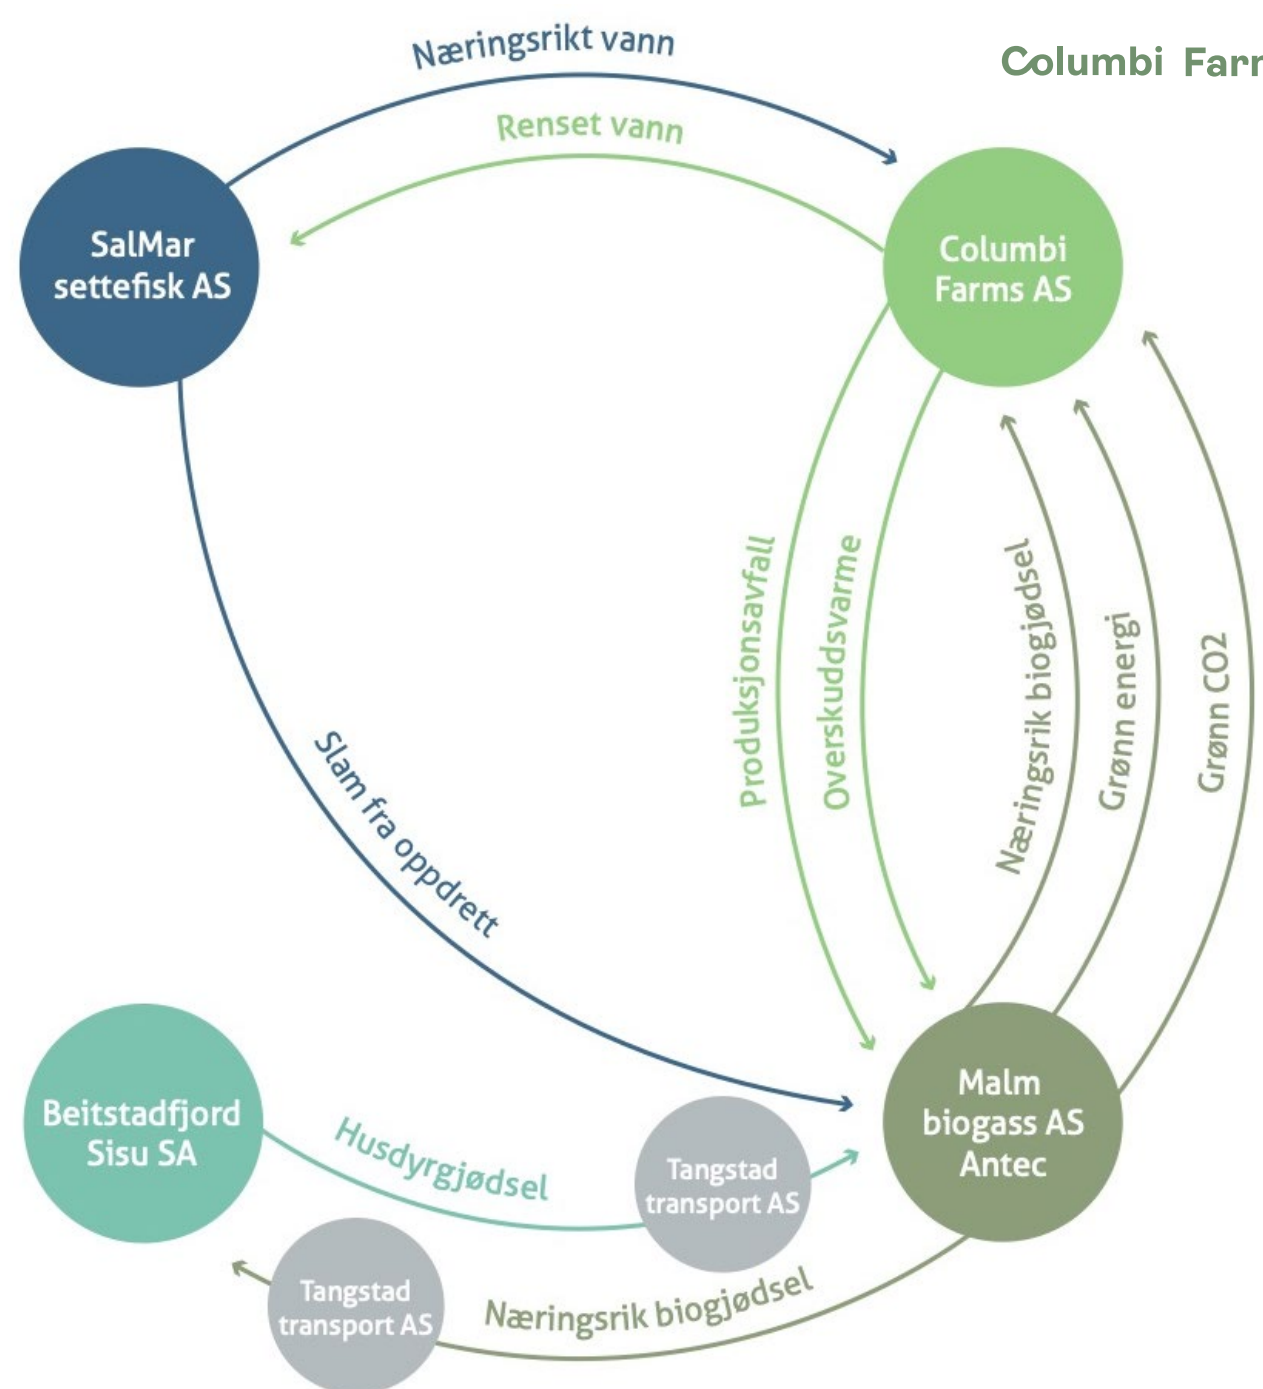 Næringsrikt vann
Columbi Farr
Renset vann
SalMar
settefisk AS
Columbi
Farms AS
Produksjonsavfall
Overskuddsvarme
Næringsrik biogjødsel
Grønn energi
Grønn CO2
Slam fra oppdrett
Beitstadfjord
Sisu SA
Husdyrgjødsel
Tangstad
transport AS
Malm
biogass AS
Antec
Tangstad
transport AS
Næringsrik biogjødsel